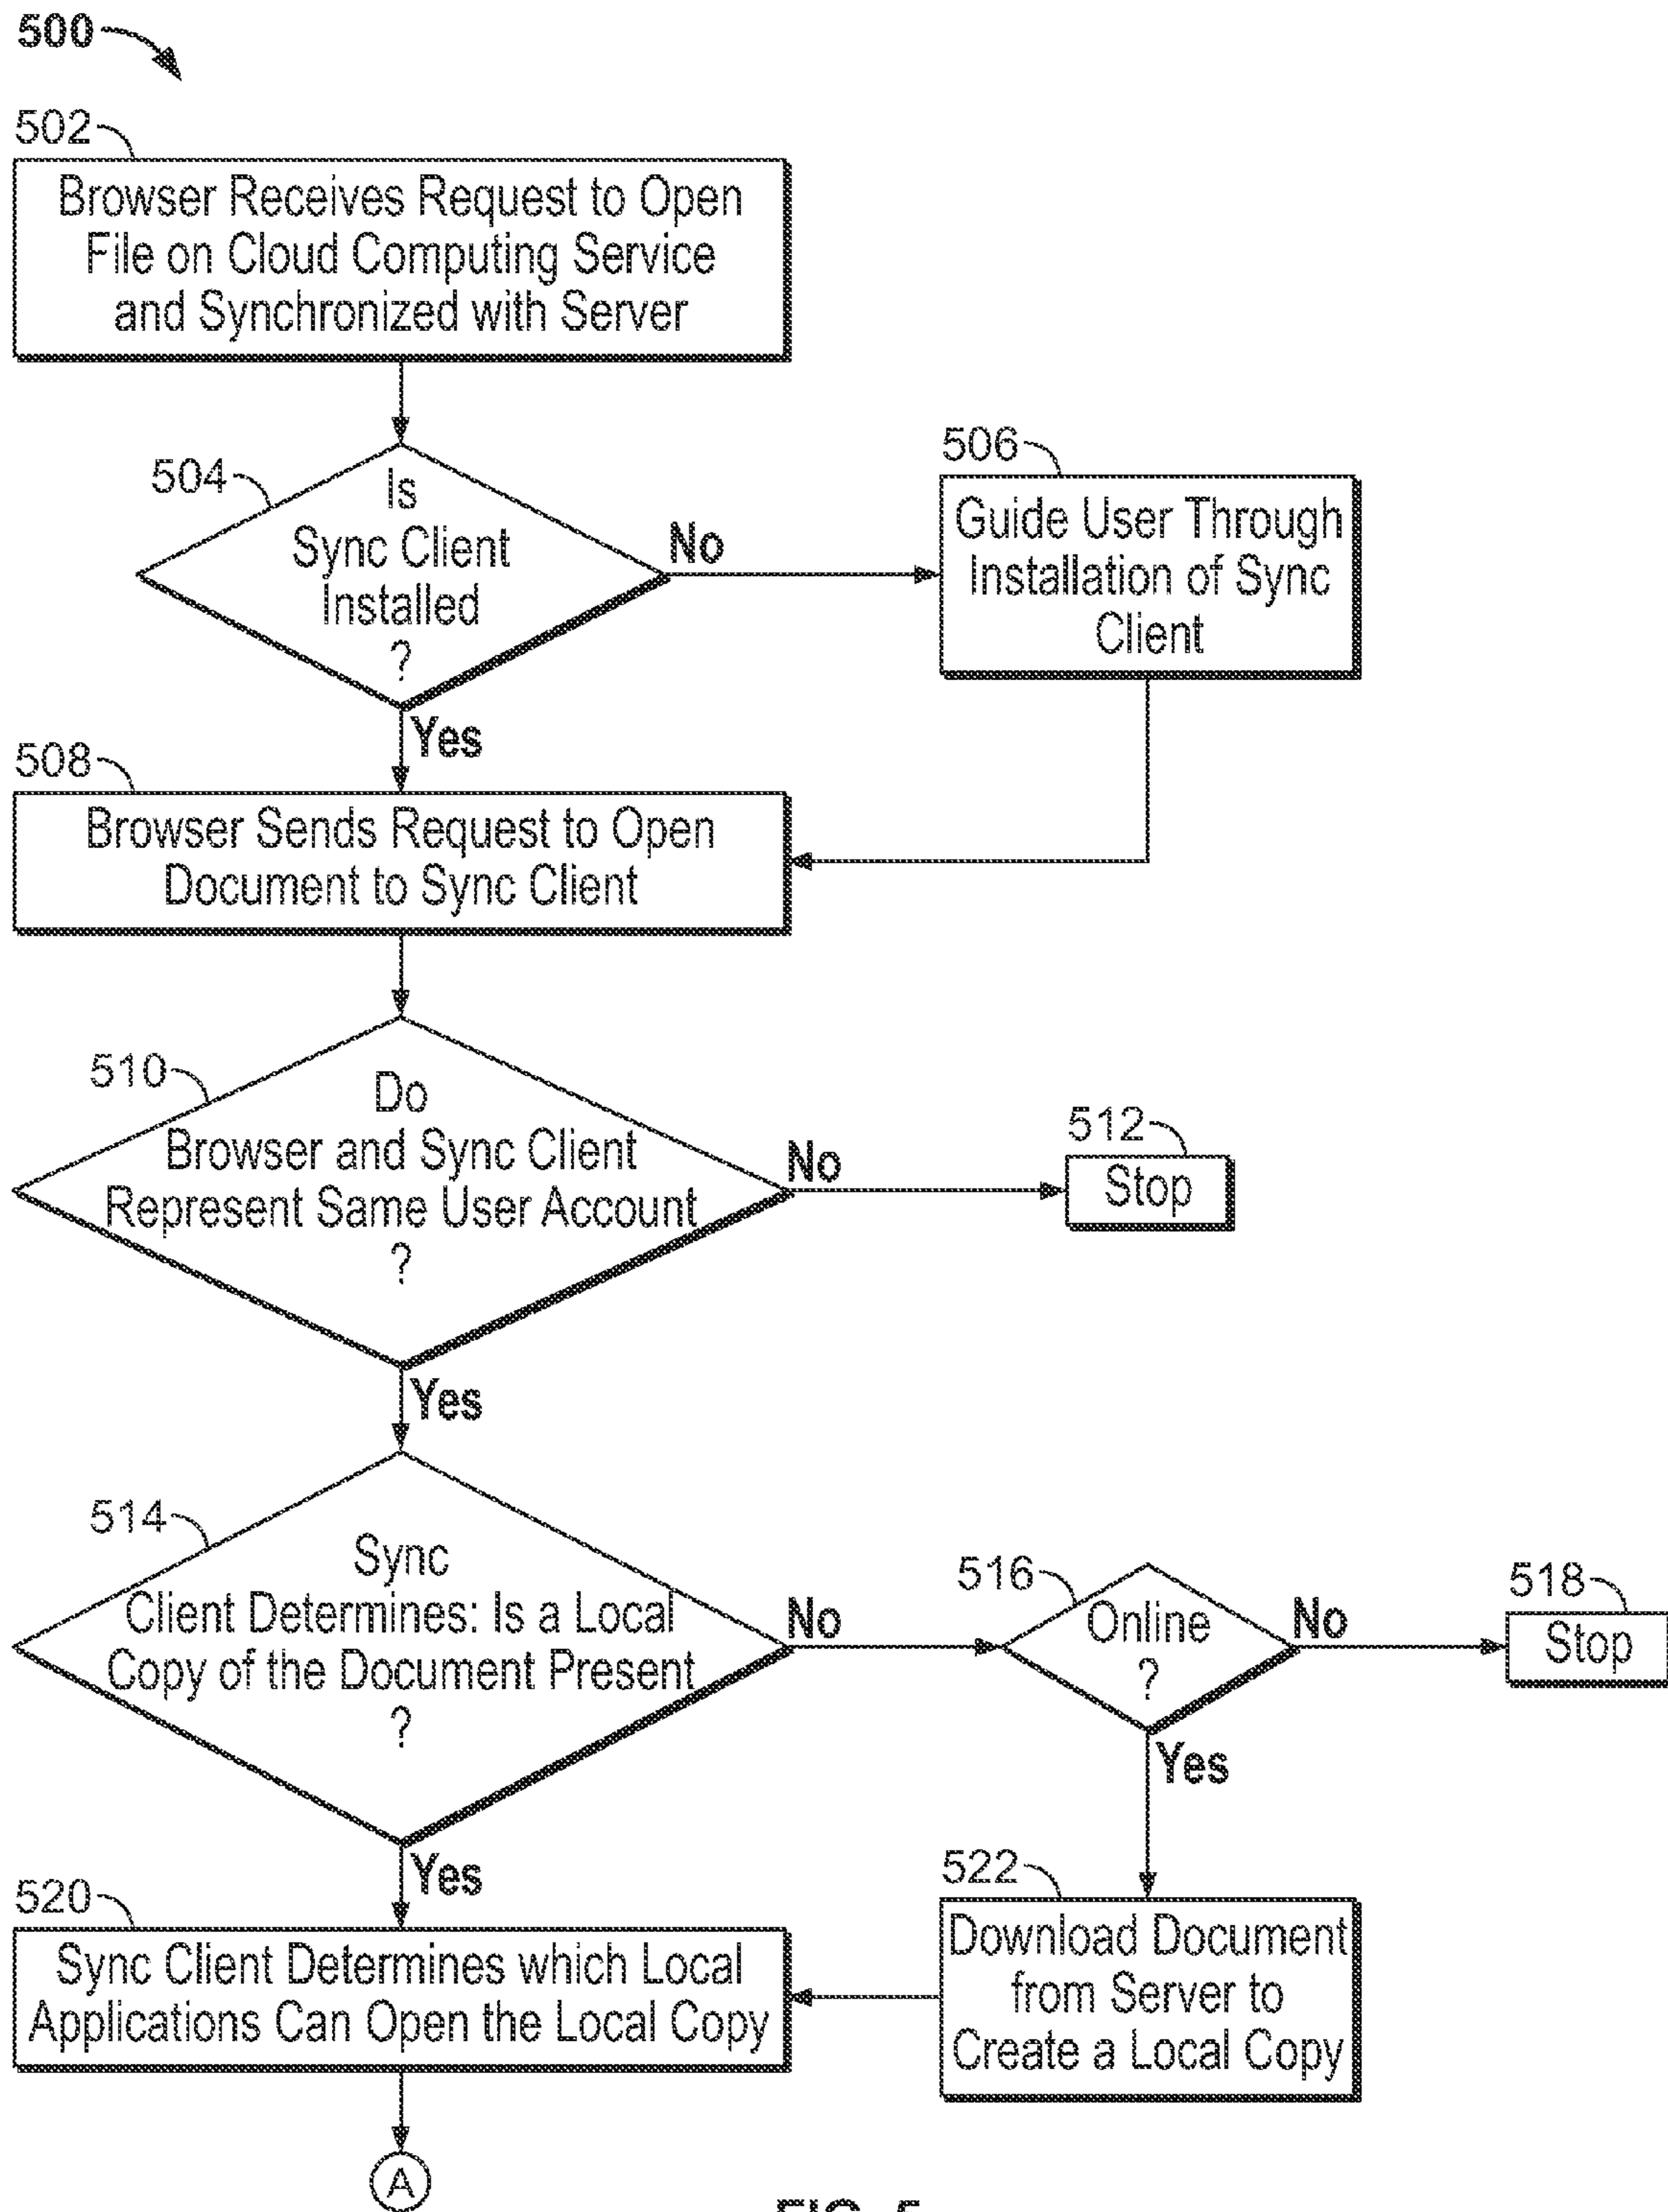 500
502
Browser Receives Request to Open
File on Cloud Computing Service
and Synchronized with Server
504
Is
Sync Client
Installed
?
No
506
Guide User Through
Installation of Sync
Client
Yes
508
Browser Sends Request to Open
Document to Sync Client
510
Do
Browser and Sync Client
Represent Same User Account
?
No
512
Stop
Yes
514
Sync
Client Determines: Is a Local
Copy of the Document Present
?
No
516
Online
?
No
518
Stop
Yes
522
Download Document
from Server to
Create a Local Copy
Yes
520
Sync Client Determines which Local
Applications Can Open the Local Copy
A
FIG. 5